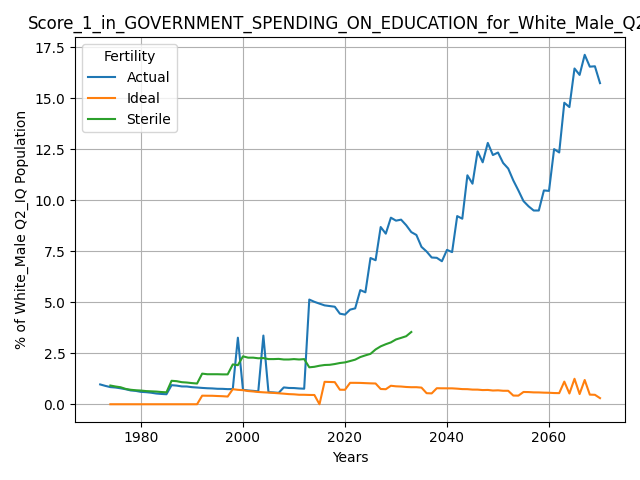 Score_1_in_GOVERNMENT_SPENDING_ON_EDUCATION_for_White_Male_Q2
Fertility
Actual
Ideal
Sterile
% of White_Male Q2_IQ Population
17.5
15.0
12.5
10.0
7.5
5.0
2.5
0.0
1980 2000 2020 2040 2060
Years